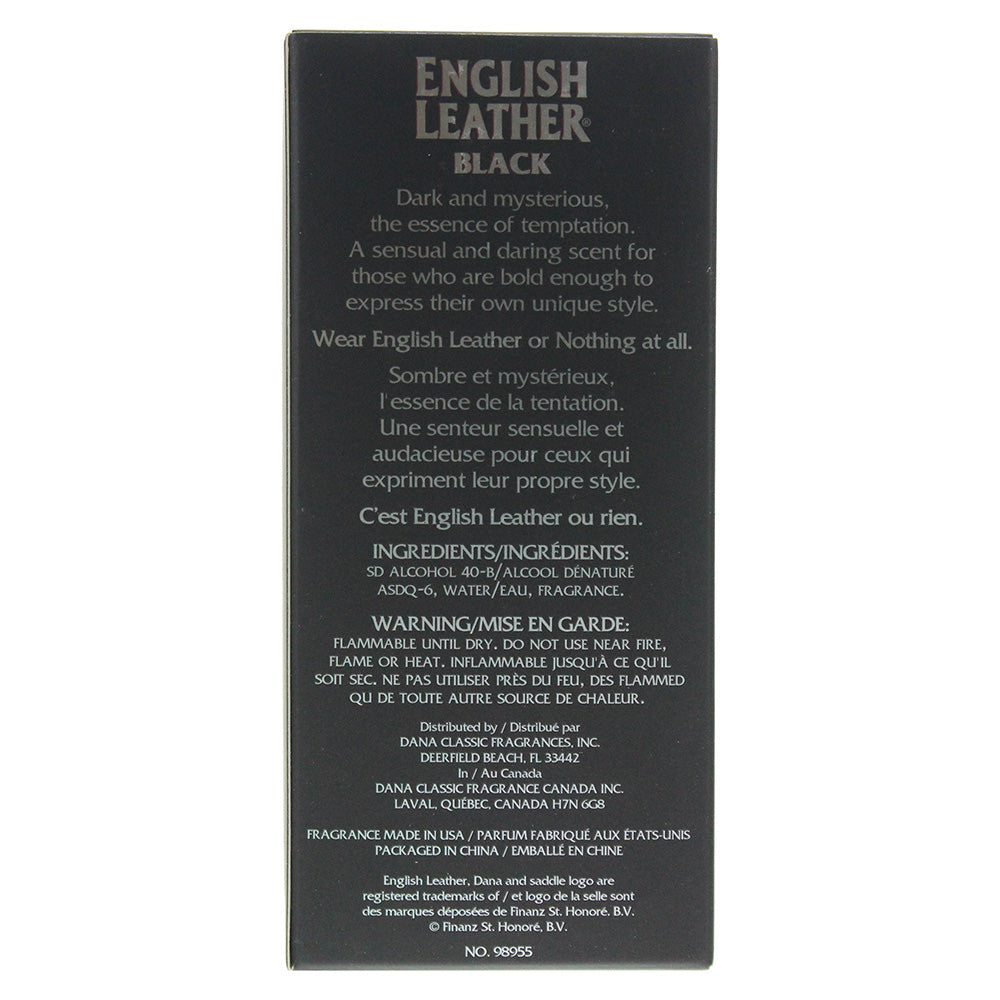 ENGLISH
LEATHER®
BLACK
Dark and mysterious,
the essence of temptation.
A sensual and daring scent for
those who are bold enough to
express their own unique style.
Wear English Leather or Nothing at all.
Sombre et mystérieux,
l'essence de la tentation.
Une senteur sensuelle et
audacieuse pour ceux qui
expriment leur propre style.
C'est English Leather ou rien.
INGREDIENTS/INGRÉDIENTS:
SD ALCOHOL 40-B/ALCOOL DÉNATURÉ
ASDQ-6, WATER/EAU, FRAGRANCE.
WARNING/MISE EN GARDE:
FLAMMABLE UNTIL DRY. DO NOT USE NEAR FIRE,
FLAME OR HEAT. INFLAMMABLE JUSQU'À CE QU'IL
SOIT SEC. NE PAS UTILISER PRÈS DU FEU, DES FLAMMED
QU DE TOUTE AUTRE SOURCE DE CHALEUR.
Distributed by / Distribué par
DANA CLASSIC FRAGRANCES, INC.
DEERFIELD BEACH, FL 33442
In / Au Canada
DANA CLASSIC FRAGRANCE CANADA INC.
LAVAL, QUÉBEC, CANADA H7N 6G8
FRAGRANCE MADE IN USA / PARFUM FABRIQUÉ AUX ÉTATS-UNIS
PACKAGED IN CHINA / EMBALLÉ EN CHINE
English Leather, Dana and saddle logo are
registered trademarks of / et logo de la selle sont
des marques déposées de Finanz St. Honoré. B.V.
© Finanz St. Honoré, B.V.
NO. 98955